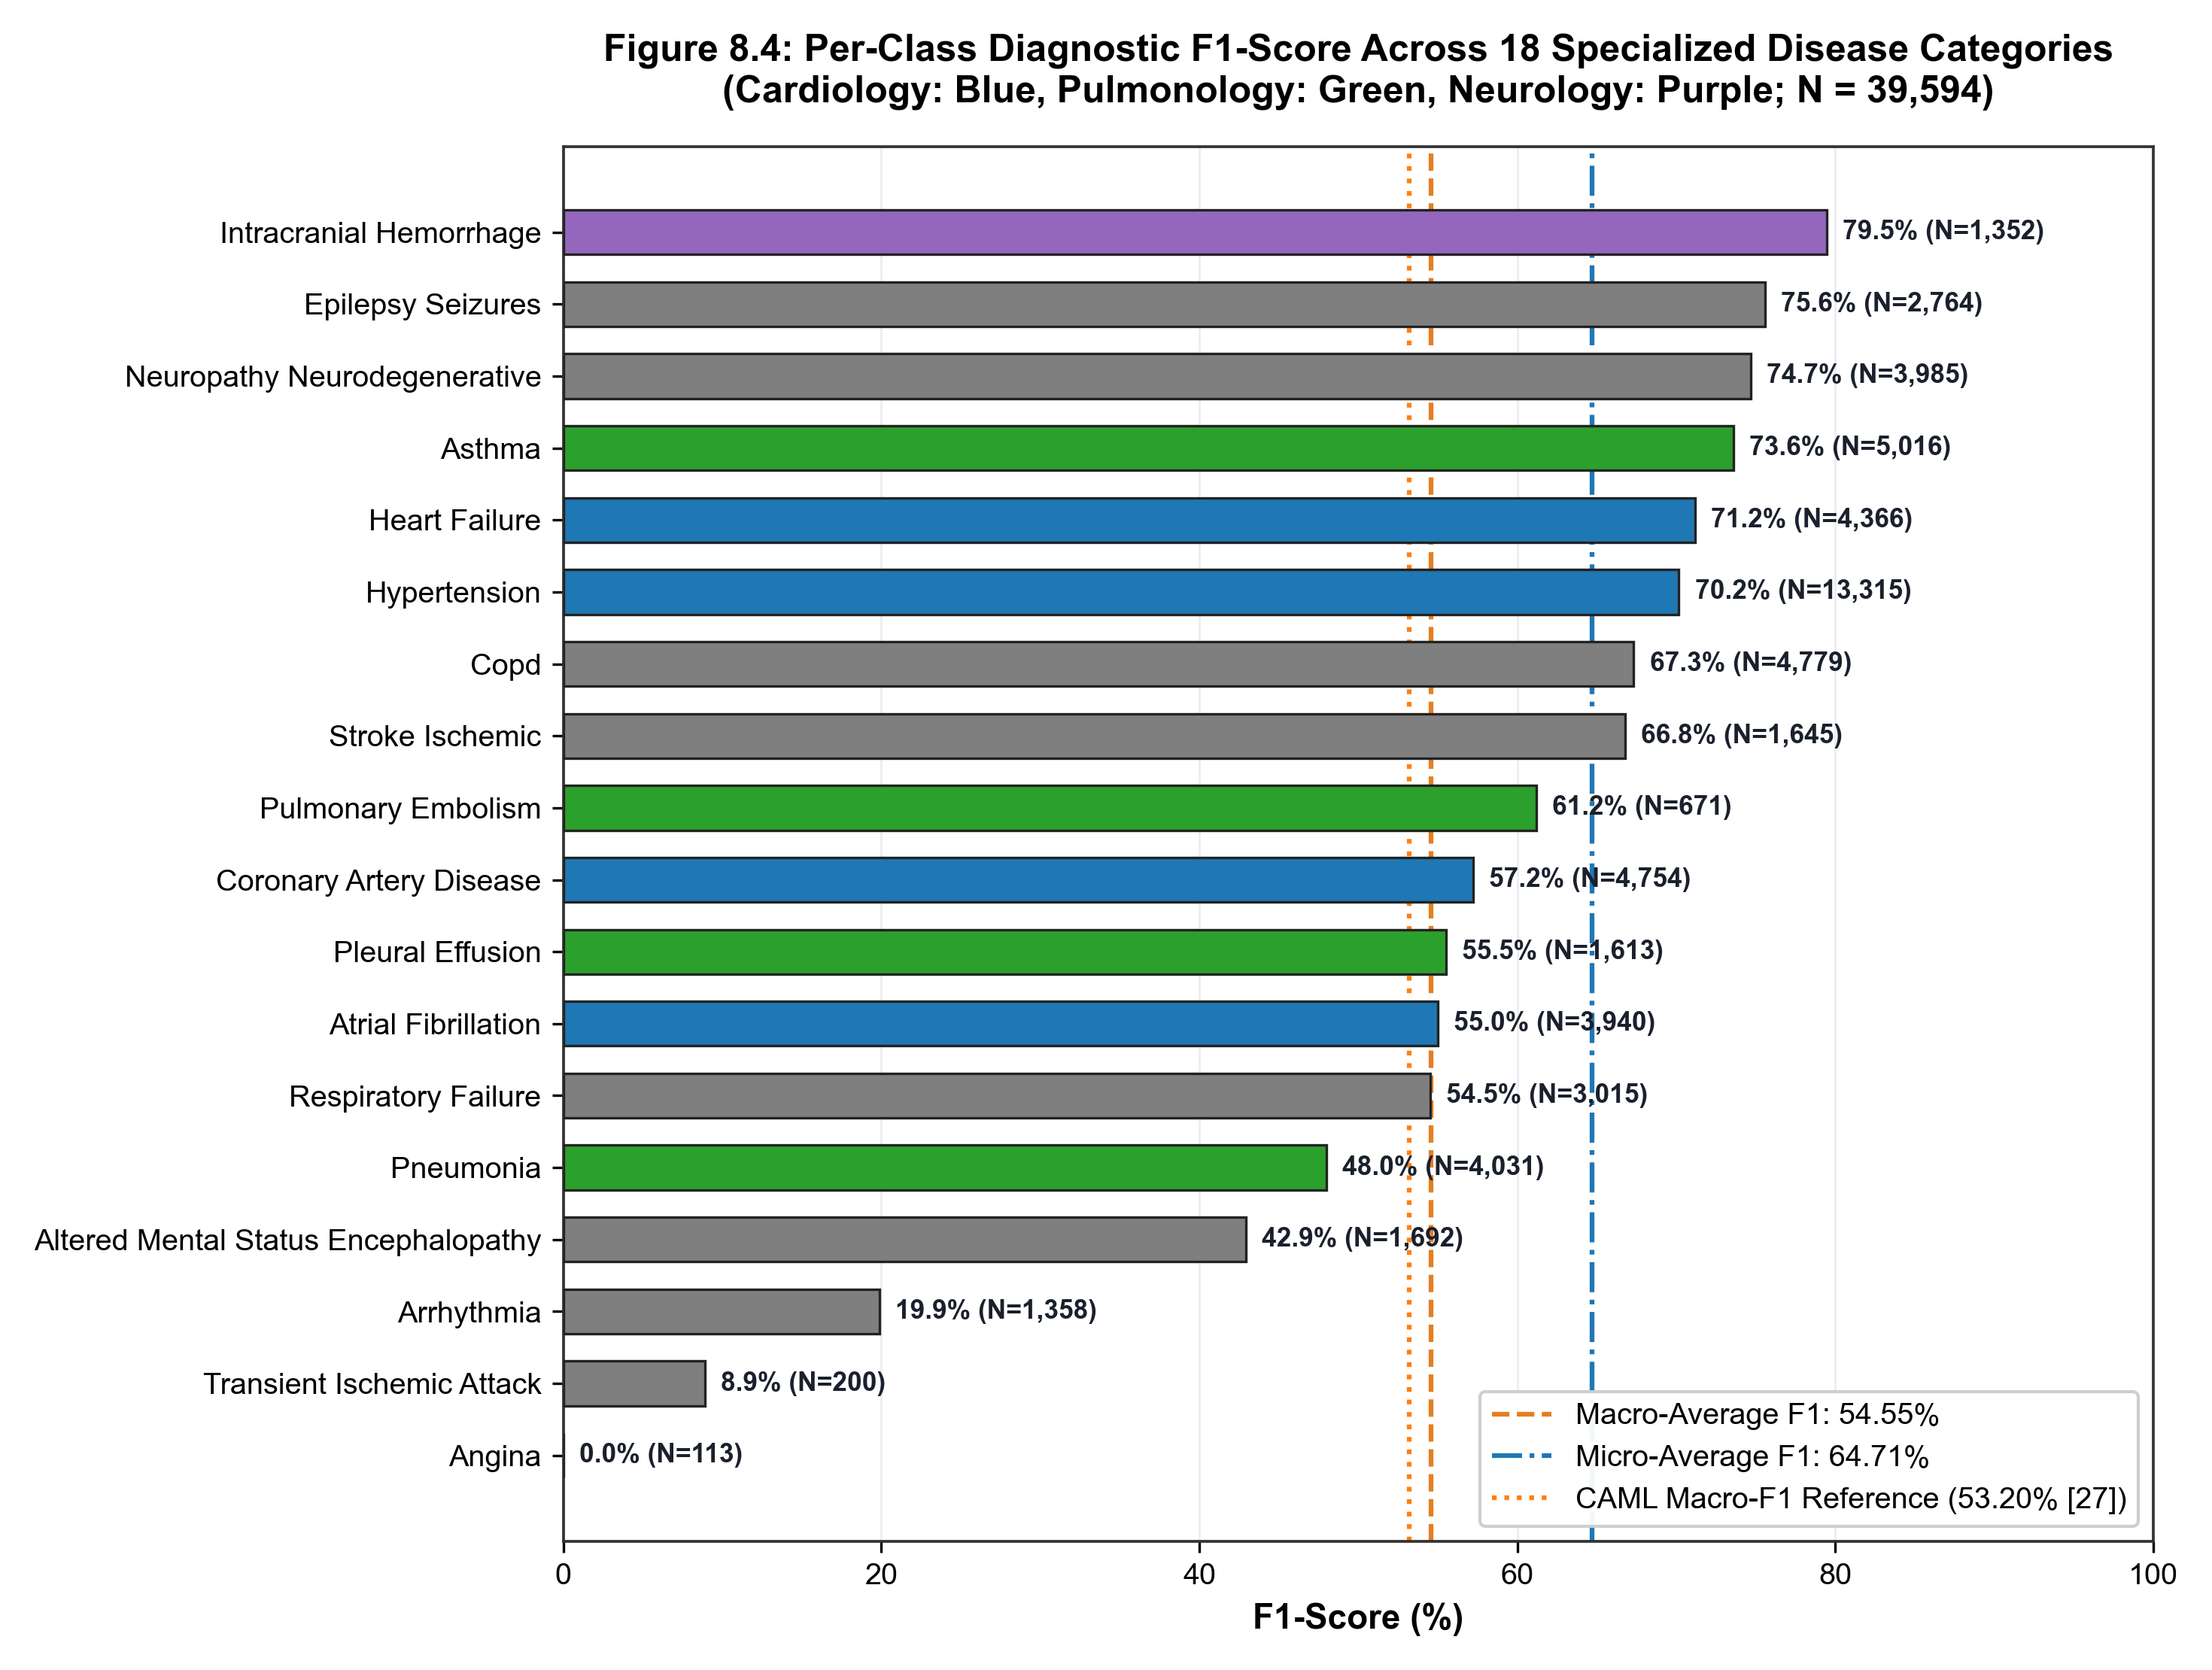 Figure 8.4: Per-Class Diagnostic F1-Score Across 18 Specialized Disease Categories
(Cardiology: Blue, Pulmonology: Green, Neurology: Purple; N = 39,594)
Intracranial Hemorrhage 79.5% (N=1,352)
Epilepsy Seizures 75.6% (N=2,764)
Neuropathy Neurodegenerative 74.7% (N=3,985)
Asthma 73.6% (N=5,016)
Heart Failure 71.2% (N=4,366)
Hypertension 70.2% (N=13,315)
Copd 67.3% (N=4,779)
Stroke Ischemic 66.8% (N=1,645)
Pulmonary Embolism 61.2% (N=671)
Coronary Artery Disease 57.2% (N=4,754)
Pleural Effusion 55.5% (N=1,613)
Atrial Fibrillation 55.0% (N=3,940)
Respiratory Failure 54.5% (N=3,015)
Pneumonia 48.0% (N=4,031)
Altered Mental Status Encephalopathy 42.9% (N=1,692)
Arrhythmia 19.9% (N=1,358)
Transient Ischemic Attack 8.9% (N=200)
Angina 0.0% (N=113)
Macro-Average F1: 54.55%
Micro-Average F1: 64.71%
CAML Macro-F1 Reference (53.20% [27])
0 20 40 60 80 100
F1-Score (%)